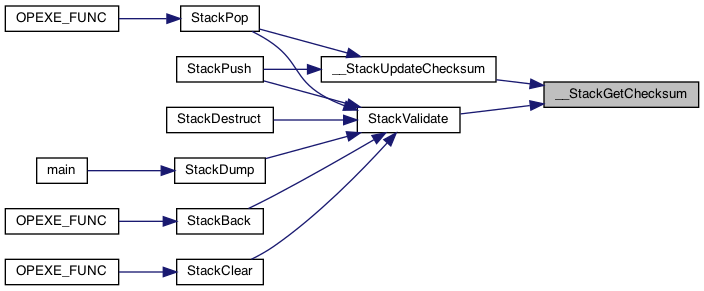 OPEXE_FUNC
StackPop
StackPush
__StackUpdateChecksum
__StackGetChecksum
StackDestruct
StackValidate
main
StackDump
OPEXE_FUNC
StackBack
OPEXE_FUNC
StackClear